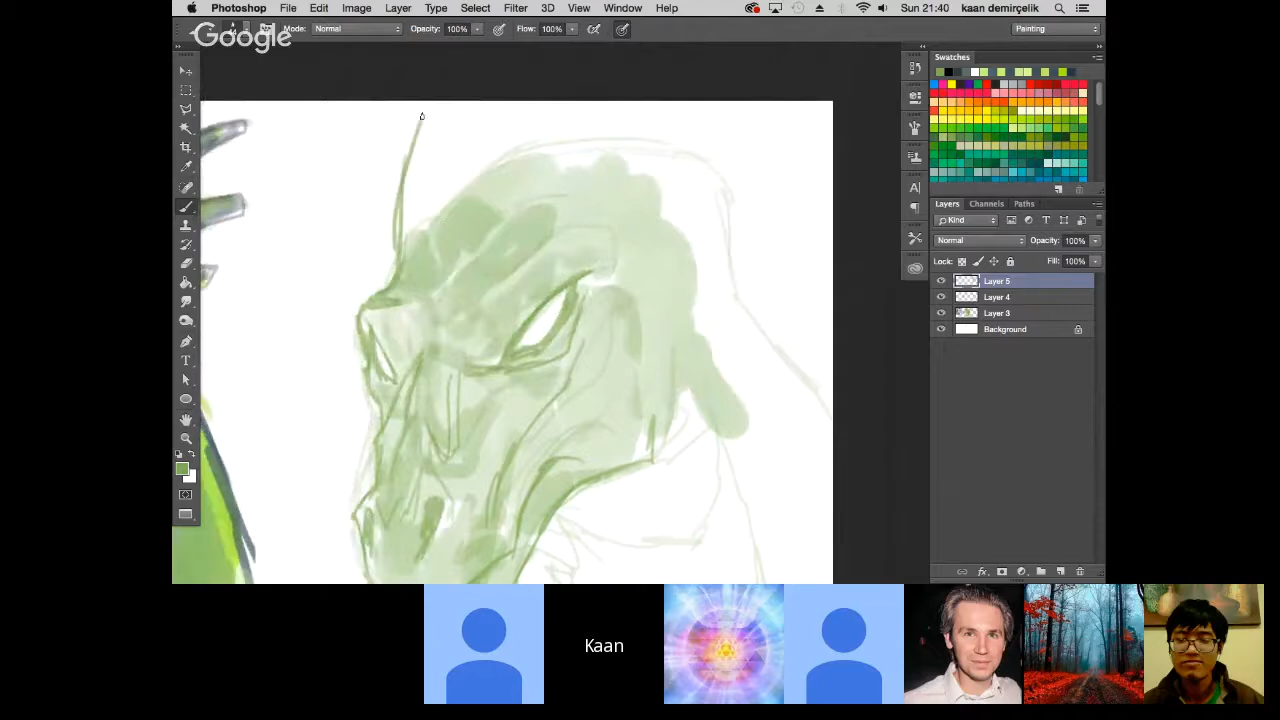 Photoshop File Edit Image Layer Type Select Filter 3D View Window Help Sun 21:40 kaan demirçelik
Google
Mode: Normal Opacity: 100% Flow: 100% Painting
Swatches
Layers Channels Paths
Kind
Normal Opacity: 100%
Lock: Fill: 100%
Layer 5
Layer 4
Layer 3
Background
Kaan